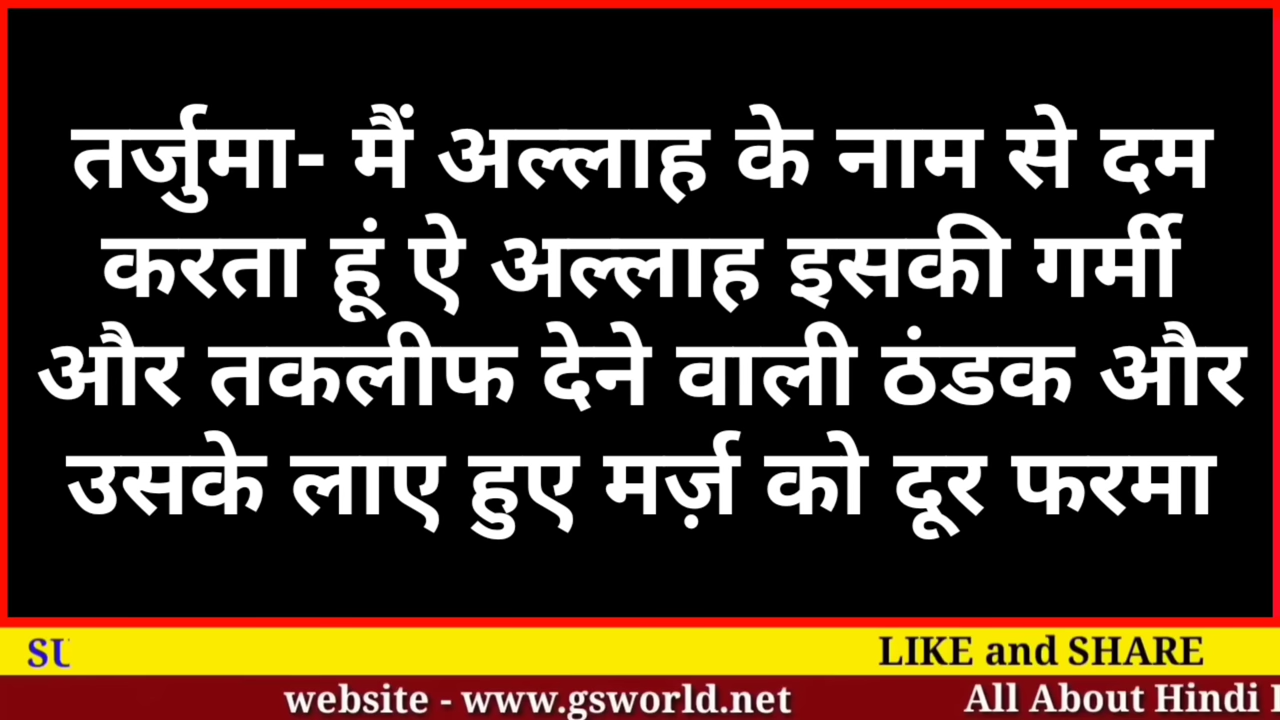 तर्जुमा- मैं अल्लाह के नाम से दम
करता हूं ऐ अल्लाह इसकी गर्मी
और तकलीफ देने वाली ठंडक और
उसके लाए हुए मर्ज़ को दूर फरमा
LIKE and SHARE
website - www.gsworld.net All About Hindi